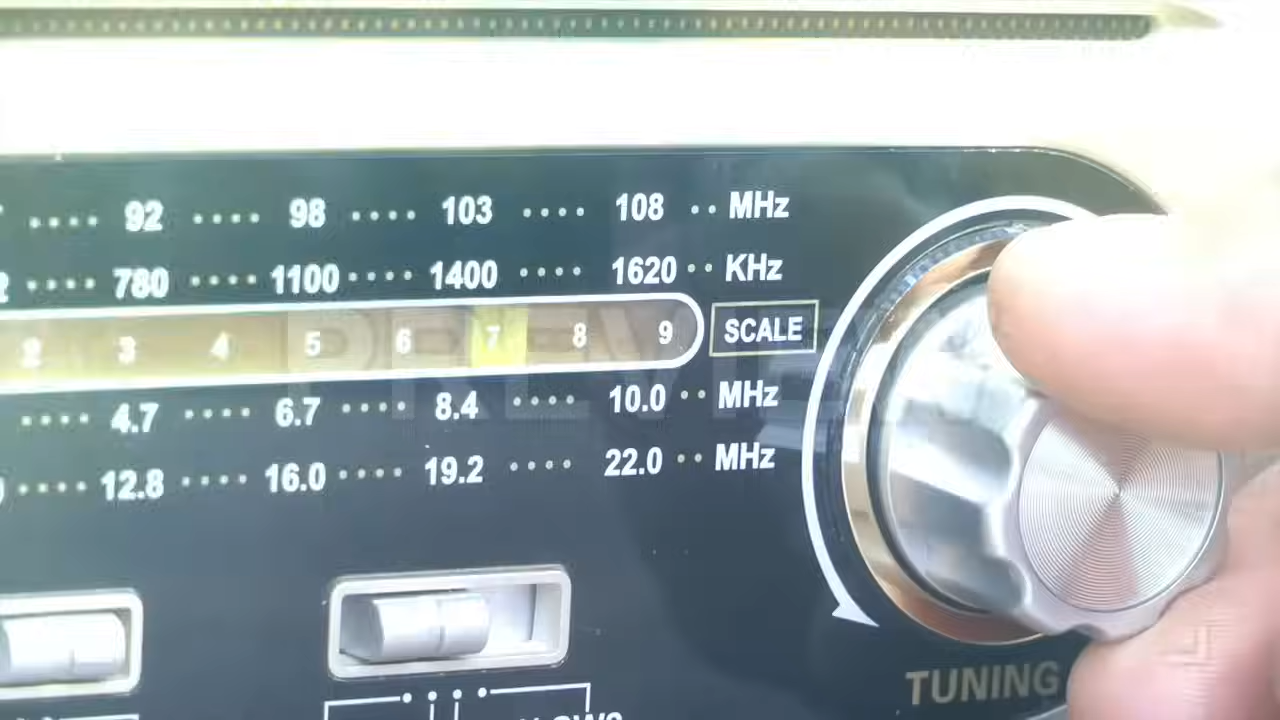 92 98 103 108 MHz
780 1100 1400 1620 KHz
2 3 4 5 6 7 8 9 SCALE
4.7 6.7 8.4 10.0 MHz
12.8 16.0 19.2 22.0 MHz
TUNING
PREVIEW